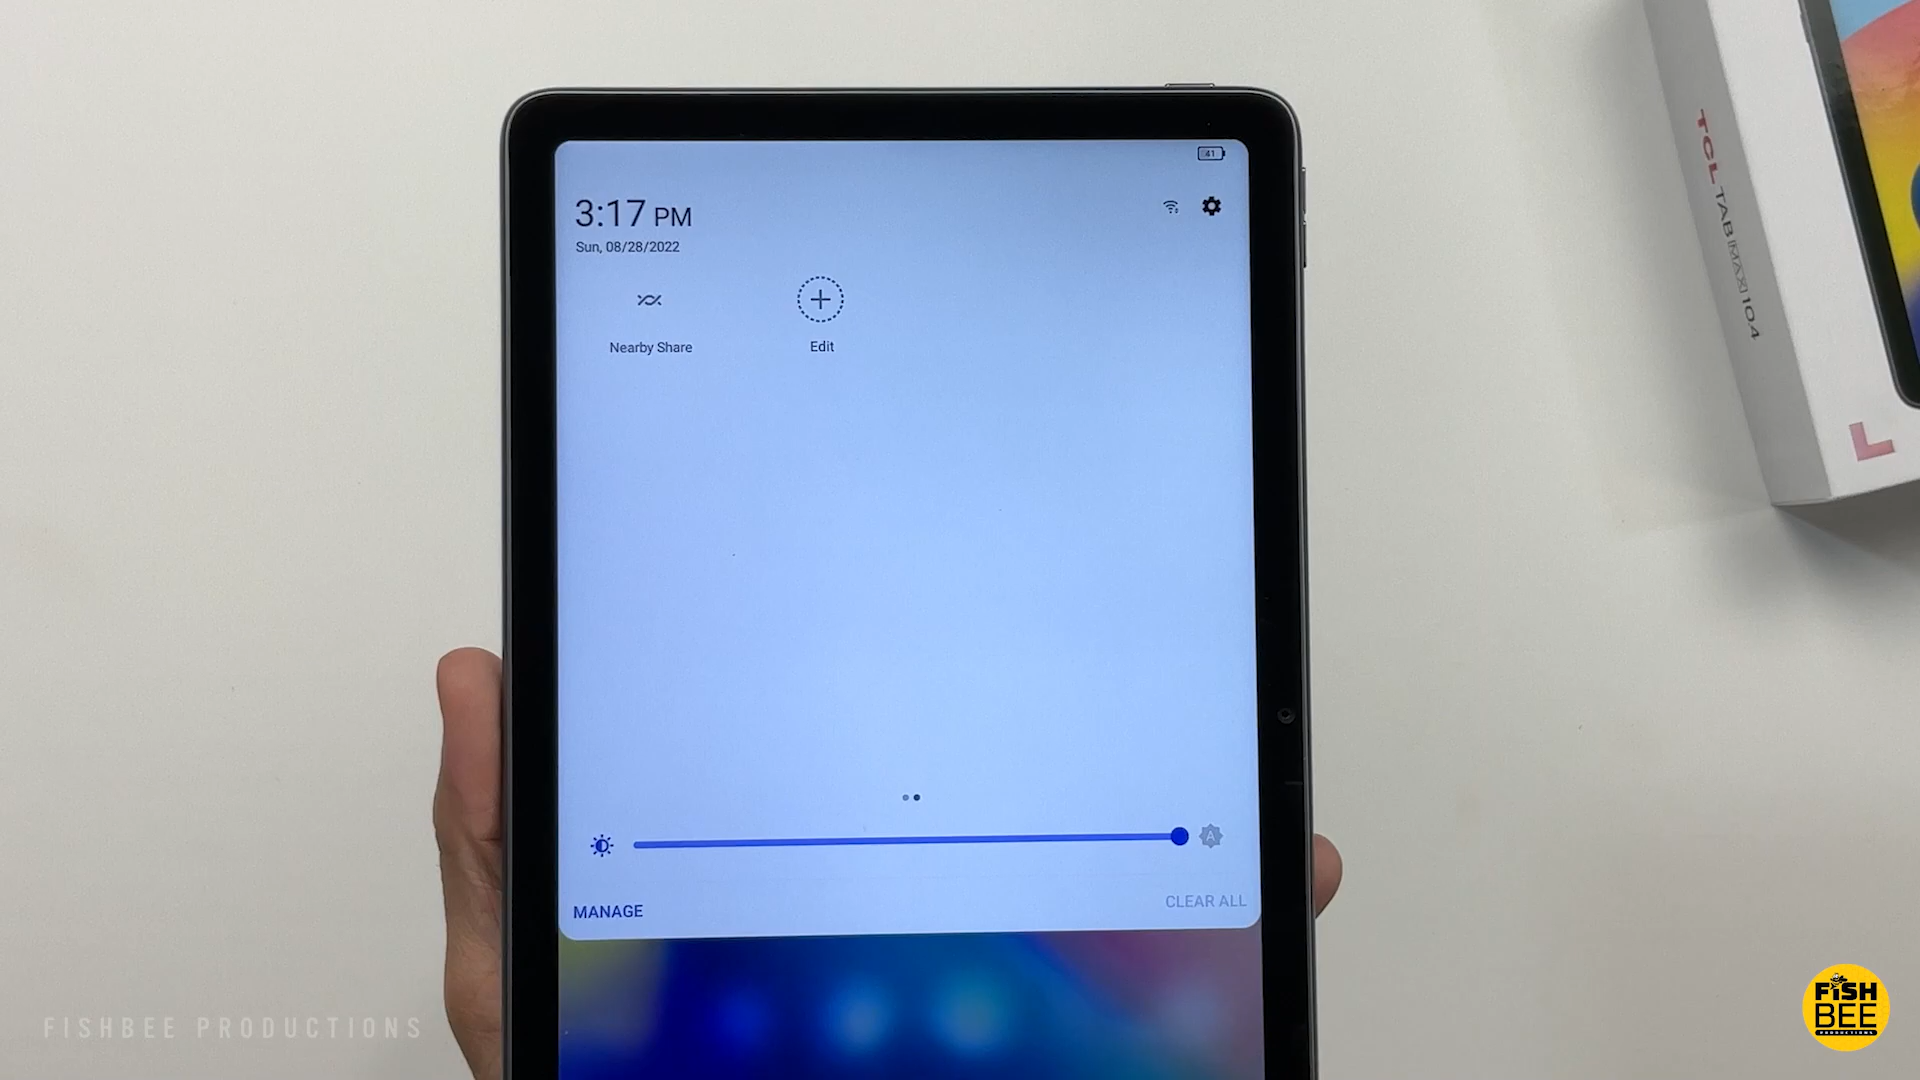 41
3:17 PM
Sun, 08/28/2022
Nearby Share
Edit
A
MANAGE
CLEAR ALL
TCL TAB MAX 10.4
L
FISHBEE PRODUCTIONS
FISH
BEE
PRODUCTIONS